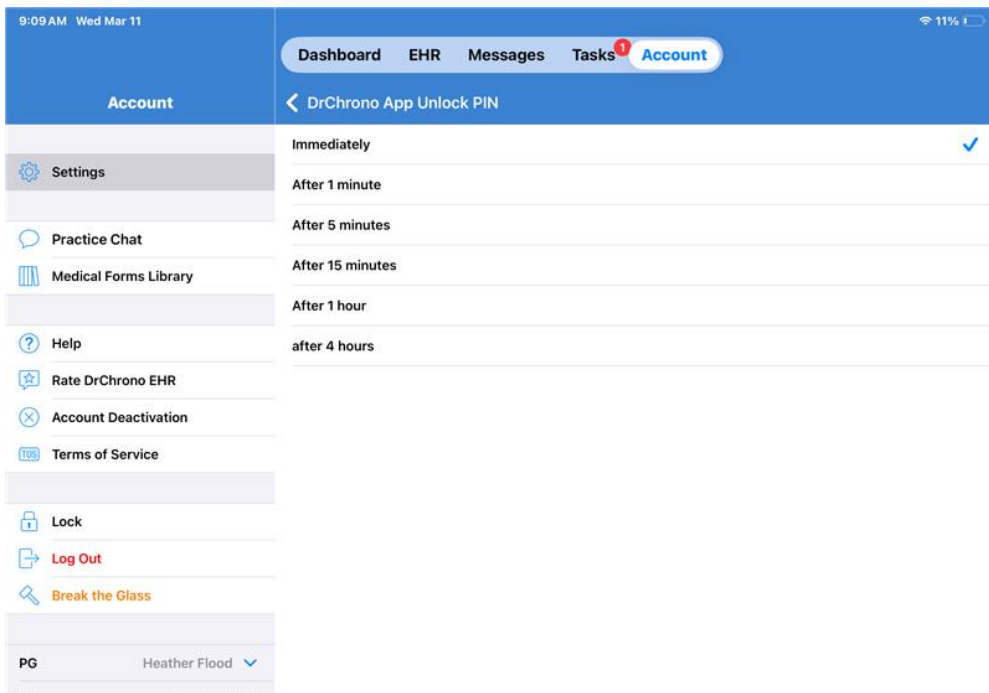 9:09 AM Wed Mar 11
11%
Dashboard EHR Messages Tasks 1 Account
Account
DrChrono App Unlock PIN
Immediately
Settings
After 1 minute
After 5 minutes
Practice Chat
After 15 minutes
Medical Forms Library
After 1 hour
Help
after 4 hours
Rate DrChrono EHR
Account Deactivation
TOS Terms of Service
Lock
Log Out
Break the Glass
PG Heather Flood